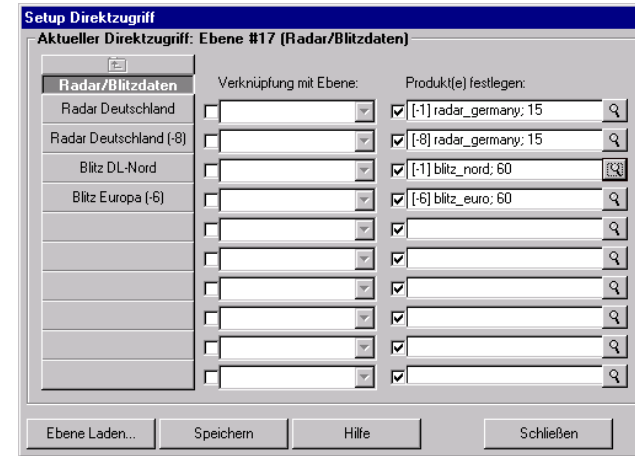 Setup Direktzugriff
Aktueller Direktzugriff: Ebene #17 (Radar/Blitzdaten)
Radar/Blitzdaten Verknüpfung mit Ebene: Produkt(e) festlegen:
Radar Deutschland [-1] radar_germany; 15
Radar Deutschland (-8) [-8] radar_germany; 15
Blitz DL-Nord [-1] blitz_nord; 60
Blitz Europa (-6) [-6] blitz_euro; 60
Ebene Laden... Speichern Hilfe Schließen